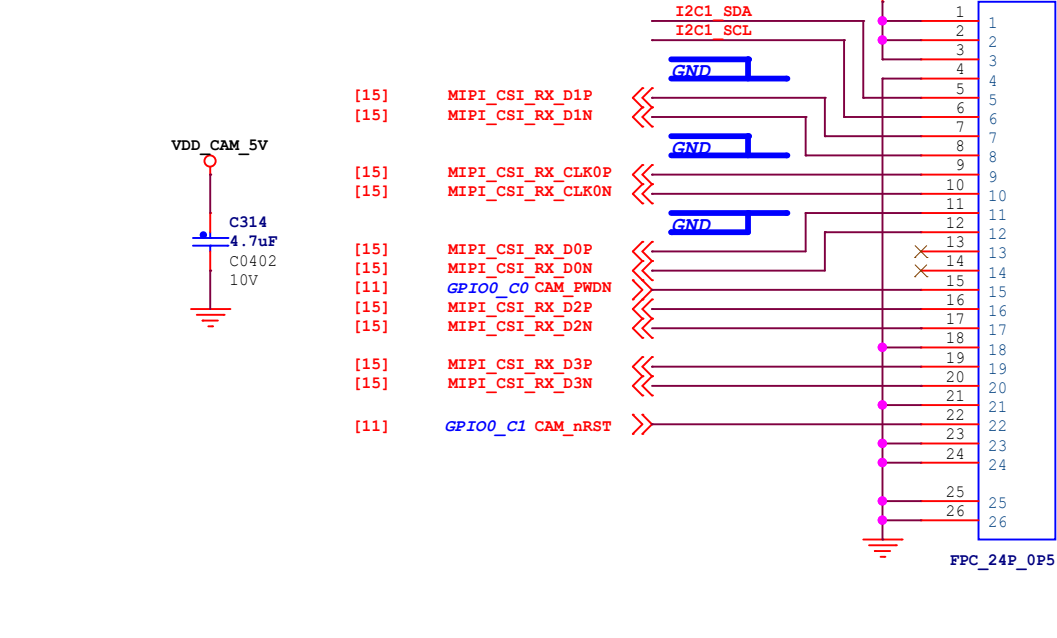 I2C1_SDA
I2C1_SCL
GND
[15] MIPI_CSI_RX_D1P
[15] MIPI_CSI_RX_D1N
GND
[15] MIPI_CSI_RX_CLK0P
[15] MIPI_CSI_RX_CLK0N
GND
[15] MIPI_CSI_RX_D0P
[15] MIPI_CSI_RX_D0N
[11] GPIO0_C0 CAM_PWDN
[15] MIPI_CSI_RX_D2P
[15] MIPI_CSI_RX_D2N
[15] MIPI_CSI_RX_D3P
[15] MIPI_CSI_RX_D3N
[11] GPIO0_C1 CAM_nRST
VDD_CAM_5V
C314
4.7uF
C0402
10V
1 1
2 2
3 3
4 4
5 5
6 6
7 7
8 8
9 9
10 10
11 11
12 12
13 13
14 14
15 15
16 16
17 17
18 18
19 19
20 20
21 21
22 22
23 23
24 24
25 25
26 26
FPC_24P_0P5